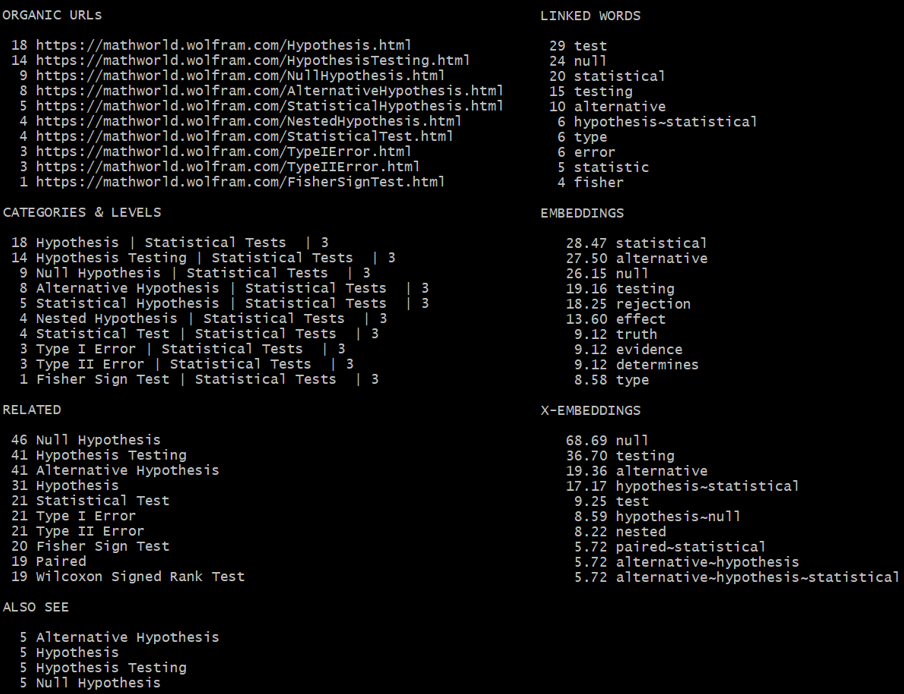 ORGANIC URLs
18 https://mathworld.wolfram.com/Hypothesis.html
14 https://mathworld.wolfram.com/HypothesisTesting.html
9 https://mathworld.wolfram.com/NullHypothesis.html
8 https://mathworld.wolfram.com/AlternativeHypothesis.html
5 https://mathworld.wolfram.com/StatisticalHypothesis.html
4 https://mathworld.wolfram.com/NestedHypothesis.html
4 https://mathworld.wolfram.com/StatisticalTest.html
3 https://mathworld.wolfram.com/TypeIError.html
3 https://mathworld.wolfram.com/TypeIIError.html
1 https://mathworld.wolfram.com/FisherSignTest.html
CATEGORIES & LEVELS
18 Hypothesis | Statistical Tests | 3
14 Hypothesis Testing | Statistical Tests | 3
9 Null Hypothesis | Statistical Tests | 3
8 Alternative Hypothesis | Statistical Tests | 3
5 Statistical Hypothesis | Statistical Tests | 3
4 Nested Hypothesis | Statistical Tests | 3
4 Statistical Test | Statistical Tests | 3
3 Type I Error | Statistical Tests | 3
3 Type II Error | Statistical Tests | 3
1 Fisher Sign Test | Statistical Tests | 3
RELATED
46 Null Hypothesis
41 Hypothesis Testing
41 Alternative Hypothesis
31 Hypothesis
21 Statistical Test
21 Type I Error
21 Type II Error
20 Fisher Sign Test
19 Paired
19 Wilcoxon Signed Rank Test
ALSO SEE
5 Alternative Hypothesis
5 Hypothesis
5 Hypothesis Testing
5 Null Hypothesis
LINKED WORDS
29 test
24 null
20 statistical
15 testing
10 alternative
6 hypothesis~statistical
6 type
6 error
5 statistic
4 fisher
EMBEDDINGS
28.47 statistical
27.50 alternative
26.15 null
19.16 testing
18.25 rejection
13.60 effect
9.12 truth
9.12 evidence
9.12 determines
8.58 type
X-EMBEDDINGS
68.69 null
36.70 testing
19.36 alternative
17.17 hypothesis~statistical
9.25 test
8.59 hypothesis~null
8.22 nested
5.72 paired~statistical
5.72 alternative~hypothesis
5.72 alternative~hypothesis~statistical